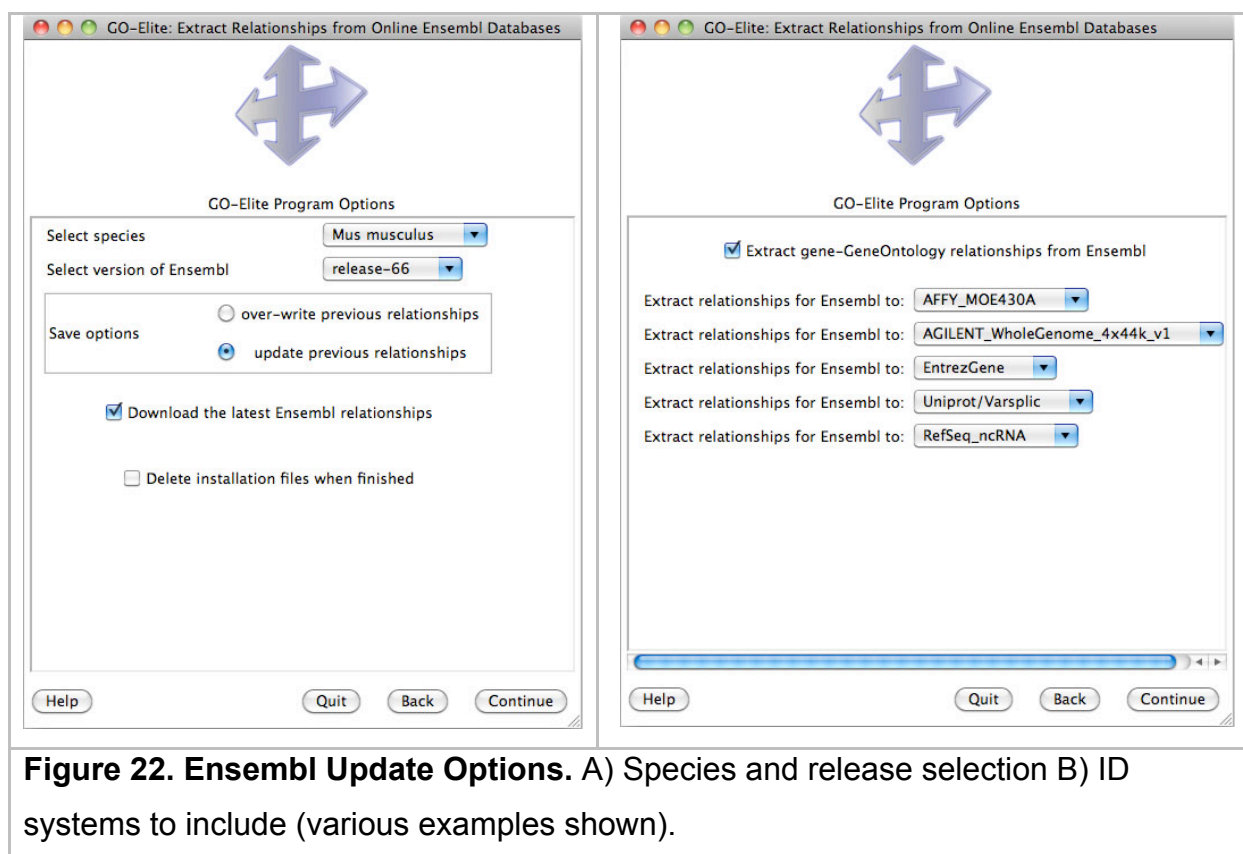 GO-Elite: Extract Relationships from Online Ensembl Databases
GO-Elite Program Options
Select species
Mus musculus
Select version of Ensembl
release-66
Save options
over-write previous relationships
update previous relationships
Download the latest Ensembl relationships
Delete installation files when finished
Help
Quit
Back
Continue
GO-Elite: Extract Relationships from Online Ensembl Databases
GO-Elite Program Options
Extract gene-GeneOntology relationships from Ensembl
Extract relationships for Ensembl to: AFFY_MOE430A
Extract relationships for Ensembl to: AGILENT_WholeGenome_4x44k_v1
Extract relationships for Ensembl to: EntrezGene
Extract relationships for Ensembl to: Uniprot/Varsplic
Extract relationships for Ensembl to: RefSeq_ncRNA
Help
Quit
Back
Continue
Figure 22. Ensembl Update Options. A) Species and release selection B) ID
systems to include (various examples shown).